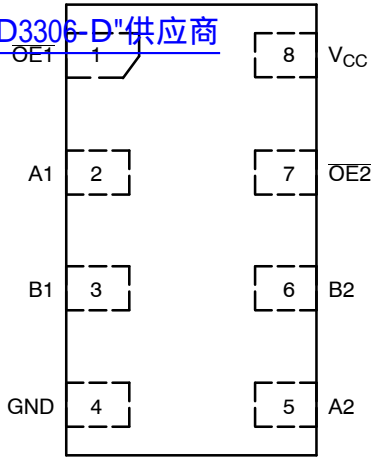 D3306-D"供应商
OE1 1 8 VCC
A1 2 7 OE2
B1 3 6 B2
GND 4 5 A2